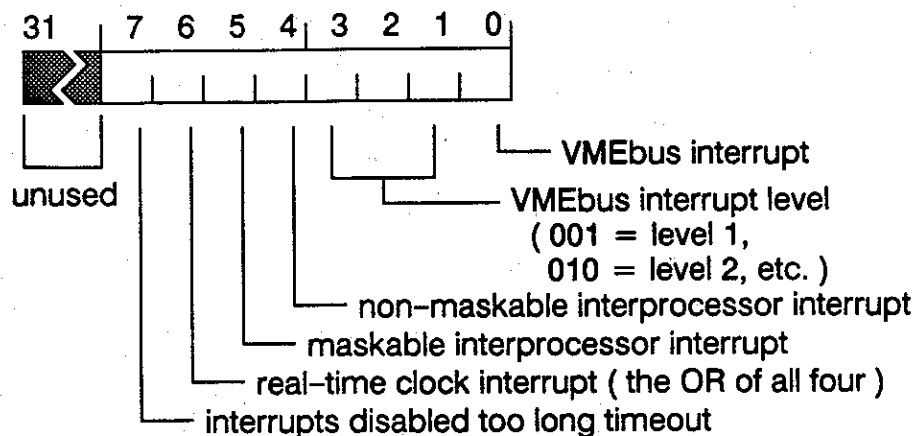 31 7 6 5 4 3 2 1 0
VMEbus interrupt
unused
VMEbus interrupt level
( 001 = level 1,
010 = level 2, etc. )
non-maskable interprocessor interrupt
maskable interprocessor interrupt
real-time clock interrupt ( the OR of all four )
interrupts disabled too long timeout